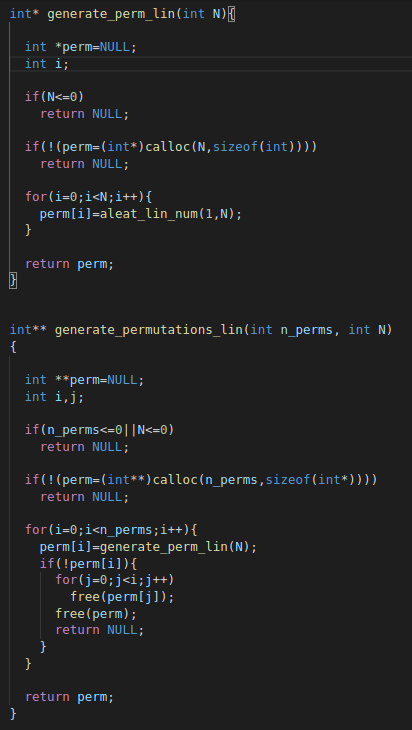 int* generate_perm_lin(int N){
int *perm=NULL;
int i;
if(N<=0)
return NULL;
if(!(perm=(int*)calloc(N,sizeof(int))))
return NULL;
for(i=0;i<N;i++){
perm[i]=aleat_lin_num(1,N);
}
return perm;
}
int** generate_permutations_lin(int n_perms, int N)
{
int **perm=NULL;
int i,j;
if(n_perms<=0||N<=0)
return NULL;
if(!(perm=(int**)calloc(n_perms,sizeof(int*))))
return NULL;
for(i=0;i<n_perms;i++){
perm[i]=generate_perm_lin(N);
if(!perm[i]){
for(j=0;j<i;j++)
free(perm[j]);
free(perm);
return NULL;
}
}
return perm;
}